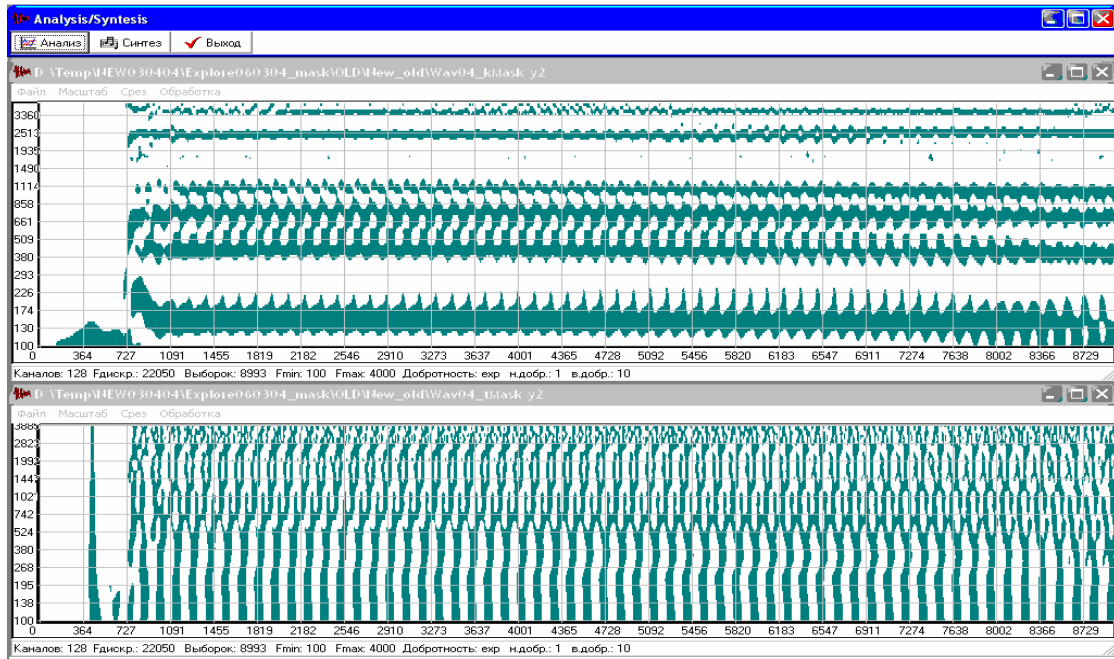 Analysis/Syntesis
Анализ Синтез Выход
D:\Temp\NEW030404\Explore060304_mask\OLD\New_old\Wav04_kMask y2
Файл Масштаб Срез Обработка
3360
2513
1935
1490
1114
858
661
509
380
293
226
174
130
100
0 364 727 1091 1455 1819 2182 2546 2910 3273 3637 4001 4365 4728 5092 5456 5820 6183 6547 6911 7274 7638 8002 8366 8729
Каналов: 128 Fдискр.: 22050 Выборок: 8993 Fmin: 100 Fmax: 4000 Добротность: exp н.добр.: 1 в.добр.: 10
D:\Temp\NEW030404\Explore060304_mask\OLD\New_old\Wav04_tMask y2
Файл Масштаб Срез Обработка
3885
2823
1993
1447
1027
742
524
380
268
195
138
100
0 364 727 1091 1455 1819 2182 2546 2910 3273 3637 4001 4365 4728 5092 5456 5820 6183 6547 6911 7274 7638 8002 8366 8729
Каналов: 128 Fдискр.: 22050 Выборок: 8993 Fmin: 100 Fmax: 4000 Добротность: exp н.добр.: 1 в.добр.: 10